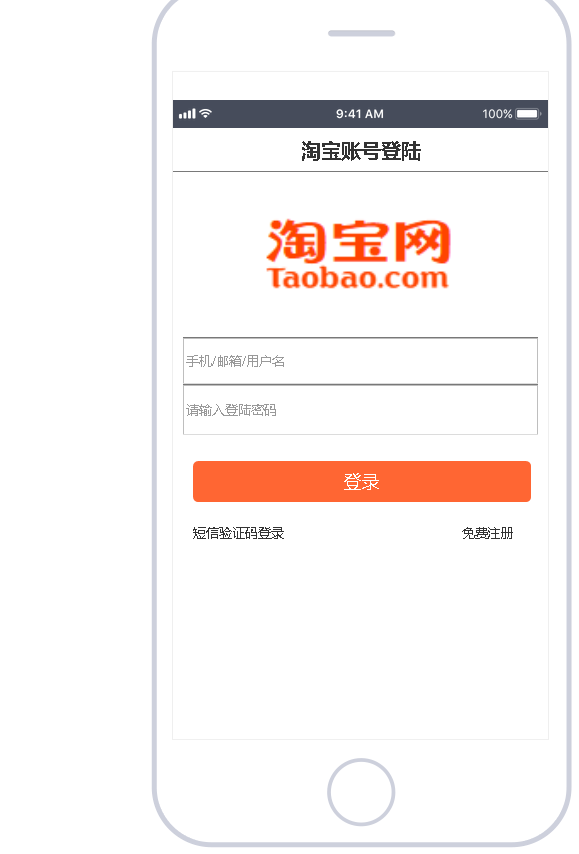 9:41 AM 100%
淘宝账号登陆
淘宝网
Taobao.com
手机/邮箱/用户名
请输入登陆密码
登录
短信验证码登录 免费注册